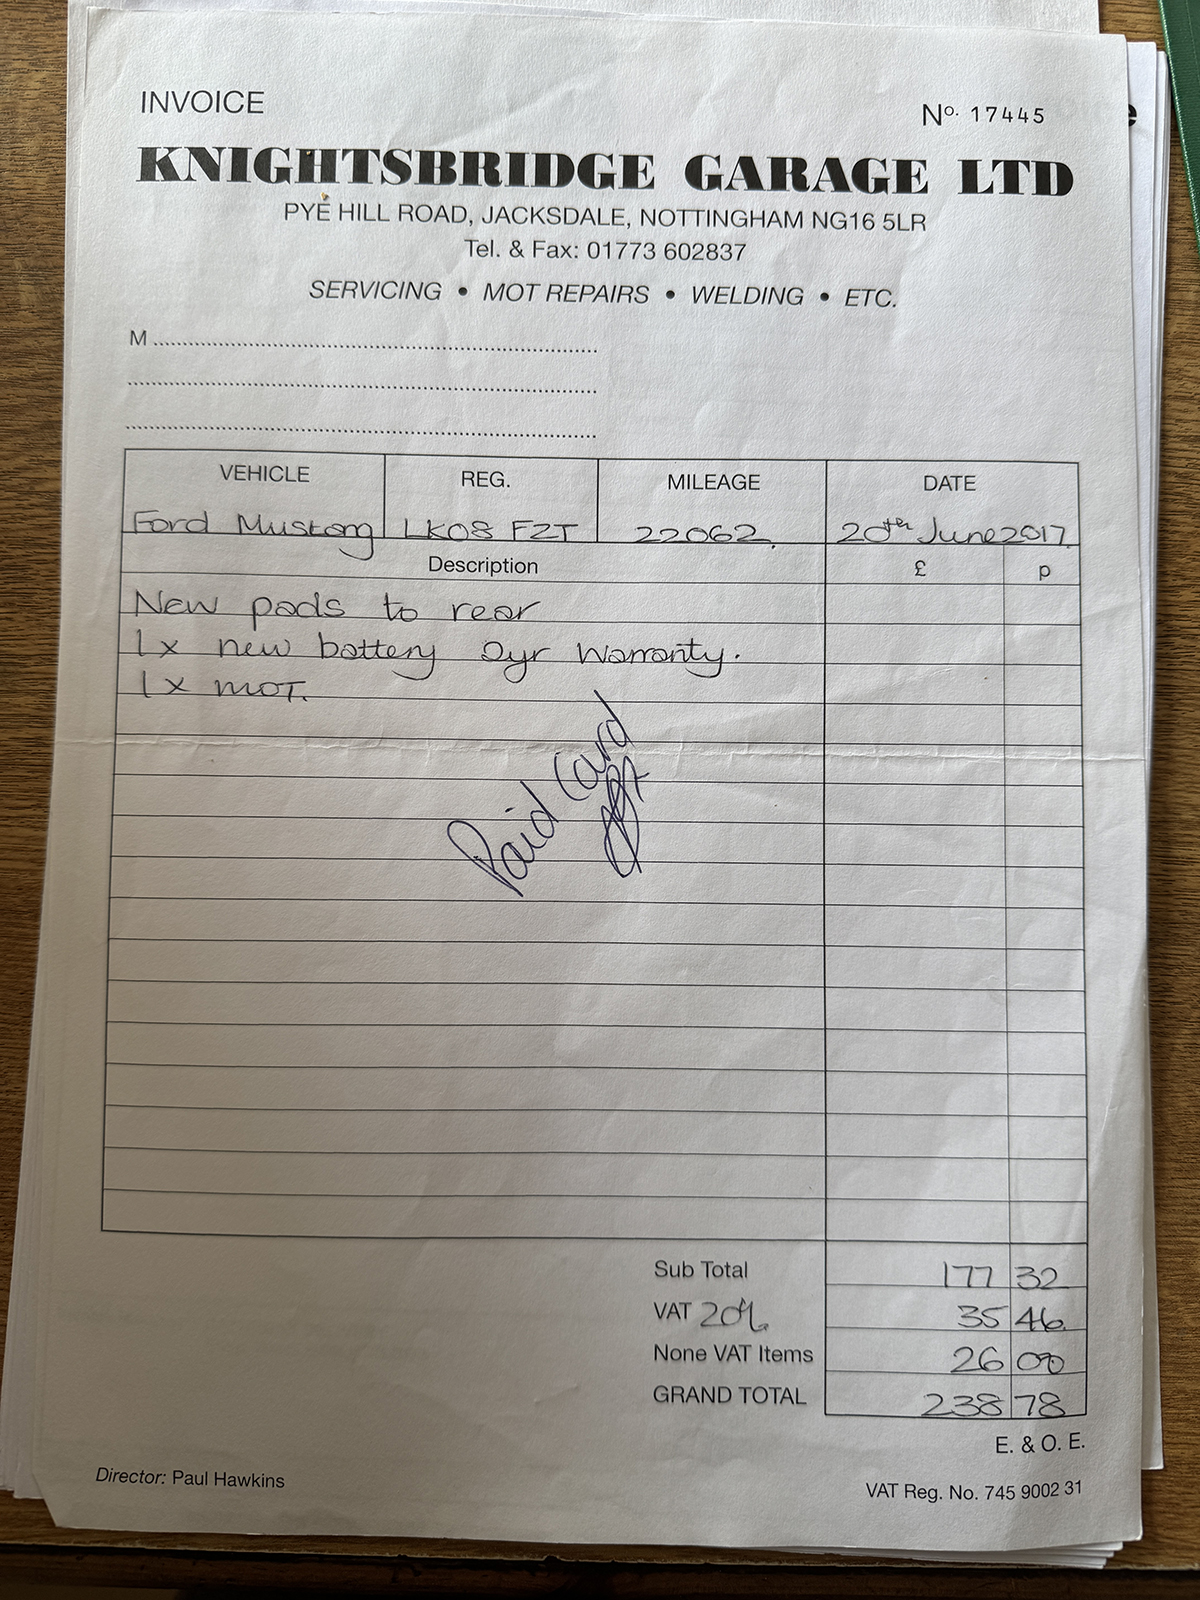 INVOICE
No. 17445
KNIGHTSBRIDGE GARAGE LTD
PYE HILL ROAD, JACKSDALE, NOTTINGHAM NG16 5LR
Tel. & Fax: 01773 602837
SERVICING • MOT REPAIRS • WELDING • ETC.
M
VEHICLE REG. MILEAGE DATE
Ford Mustang LK08 FZT 22062. 20th June 2017
Description £ p
New pads to rear
1x new battery 2yr Warranty.
1x MOT.
Paid Card
Sub Total 177 32
VAT 20% 35 46
None VAT Items 26 00
GRAND TOTAL 238 78
E. & O. E.
Director: Paul Hawkins
VAT Reg. No. 745 9002 31